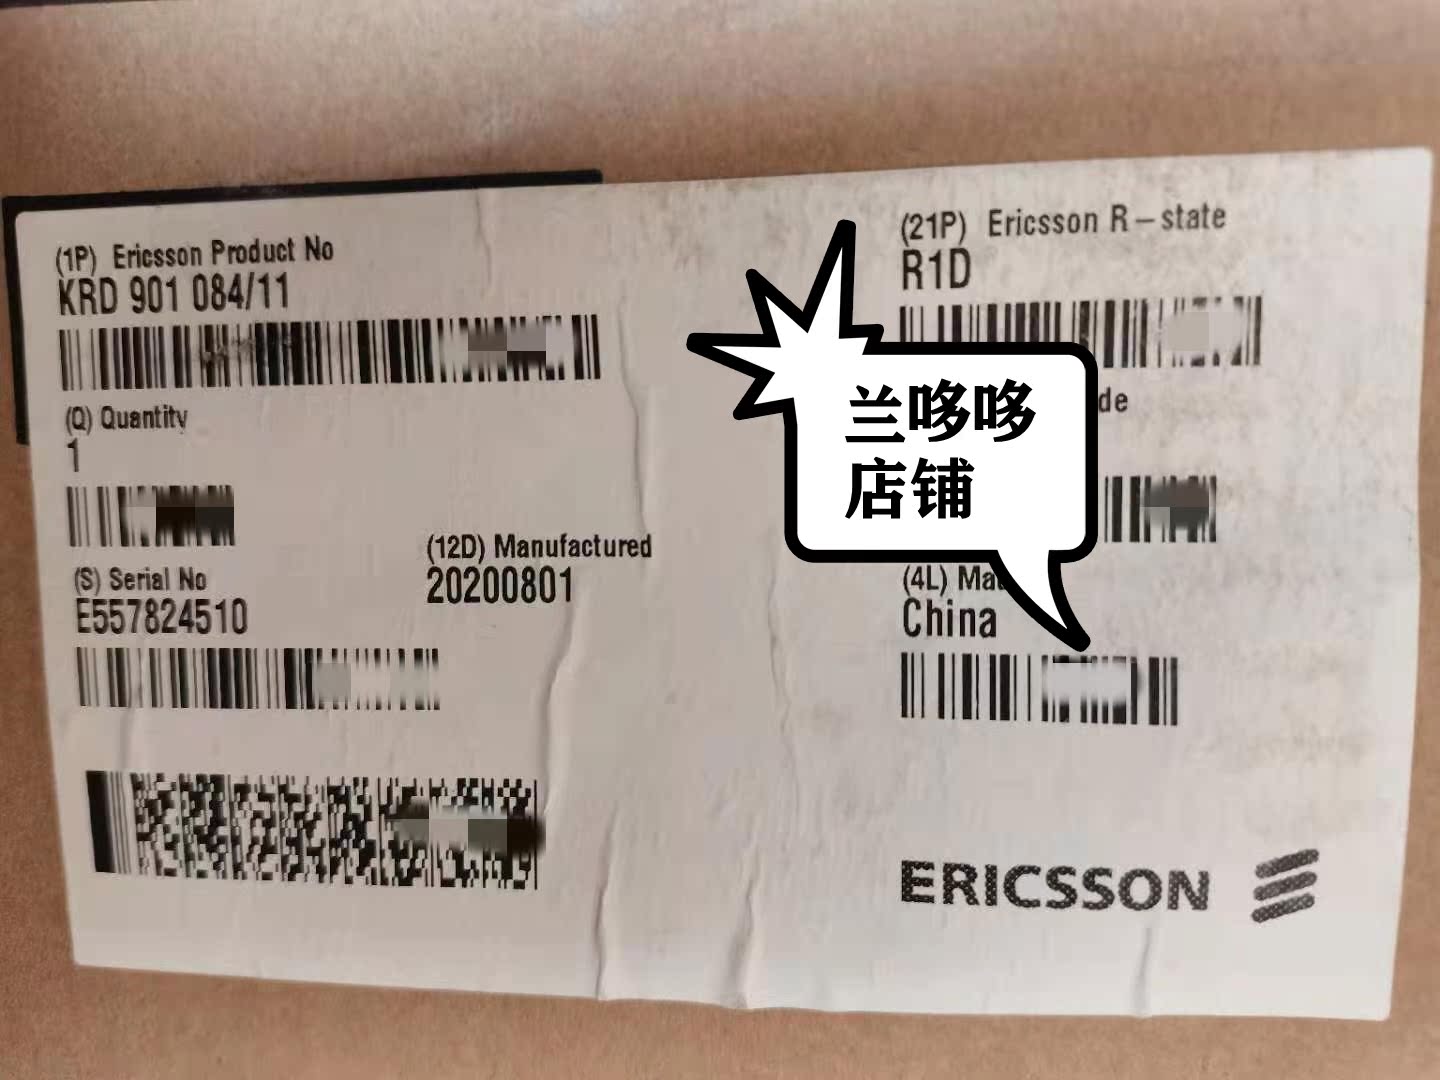 (1P) Ericsson Product No
KRD 901 084/11
(Q) Quantity
1
(S) Serial No
E557824510
(12D) Manufactured
20200801
(21P) Ericsson R-state
R1D
兰哆哆
店铺
(4L)
China
ERICSSON